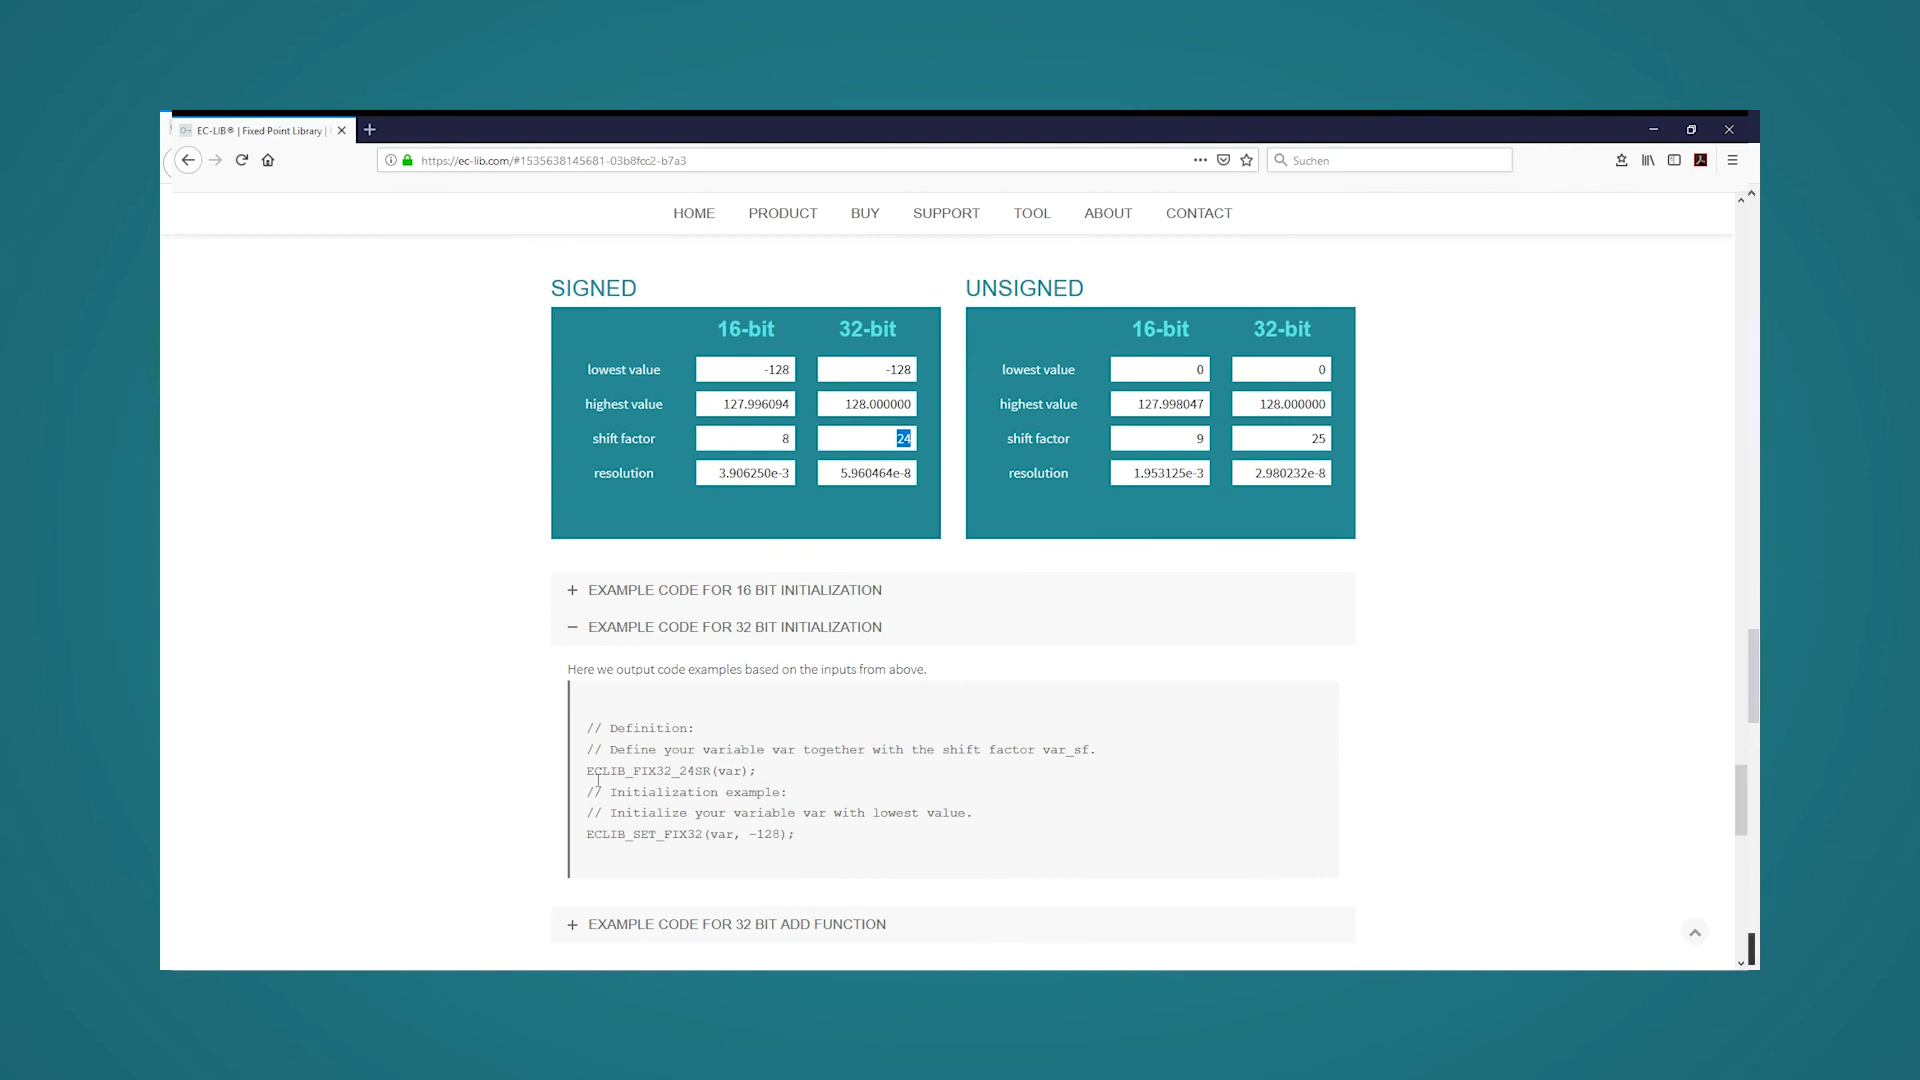 EC-LIB® | Fixed Point Library |
https://ec-lib.com/#1535638145681-03b8fcc2-b7a3
Suchen
HOME PRODUCT BUY SUPPORT TOOL ABOUT CONTACT
SIGNED
16-bit 32-bit
lowest value -128 -128
highest value 127.996094 128.000000
shift factor 8 24
resolution 3.906250e-3 5.960464e-8
UNSIGNED
16-bit 32-bit
lowest value 0 0
highest value 127.998047 128.000000
shift factor 9 25
resolution 1.953125e-3 2.980232e-8
+ EXAMPLE CODE FOR 16 BIT INITIALIZATION
− EXAMPLE CODE FOR 32 BIT INITIALIZATION
Here we output code examples based on the inputs from above.
// Definition:
// Define your variable var together with the shift factor var_sf.
ECLIB_FIX32_24SR(var);
// Initialization example:
// Initialize your variable var with lowest value.
ECLIB_SET_FIX32(var, -128);
+ EXAMPLE CODE FOR 32 BIT ADD FUNCTION